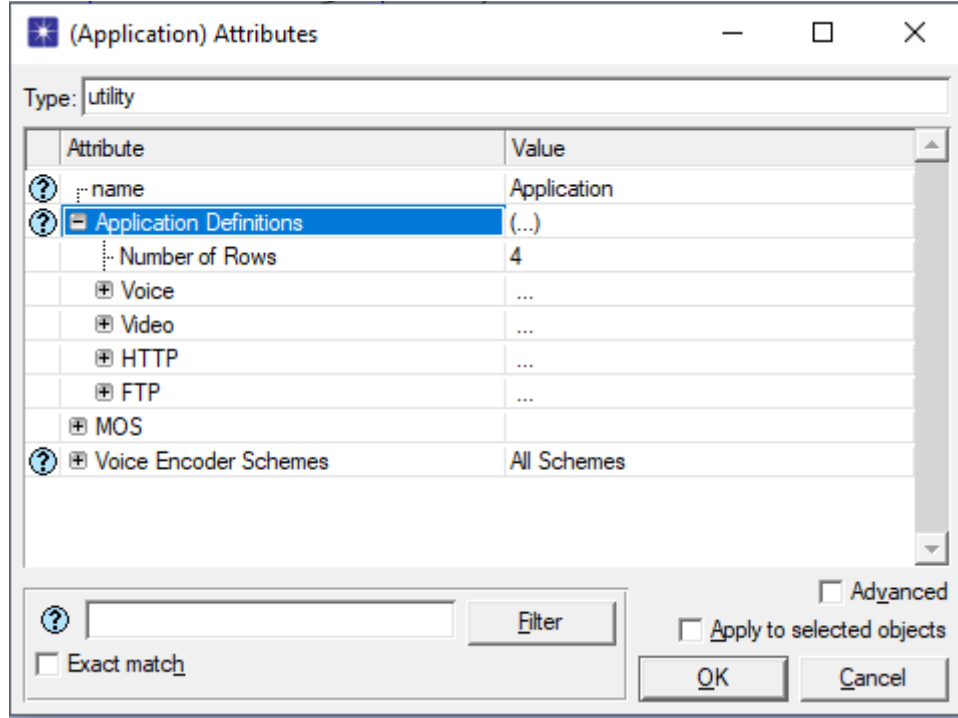 (Application) Attributes
Type: utility
Attribute Value
name Application
Application Definitions (...)
Number of Rows 4
Voice ...
Video ...
HTTP ...
FTP ...
MOS
Voice Encoder Schemes All Schemes
Advanced
Filter
Apply to selected objects
Exact match
OK Cancel